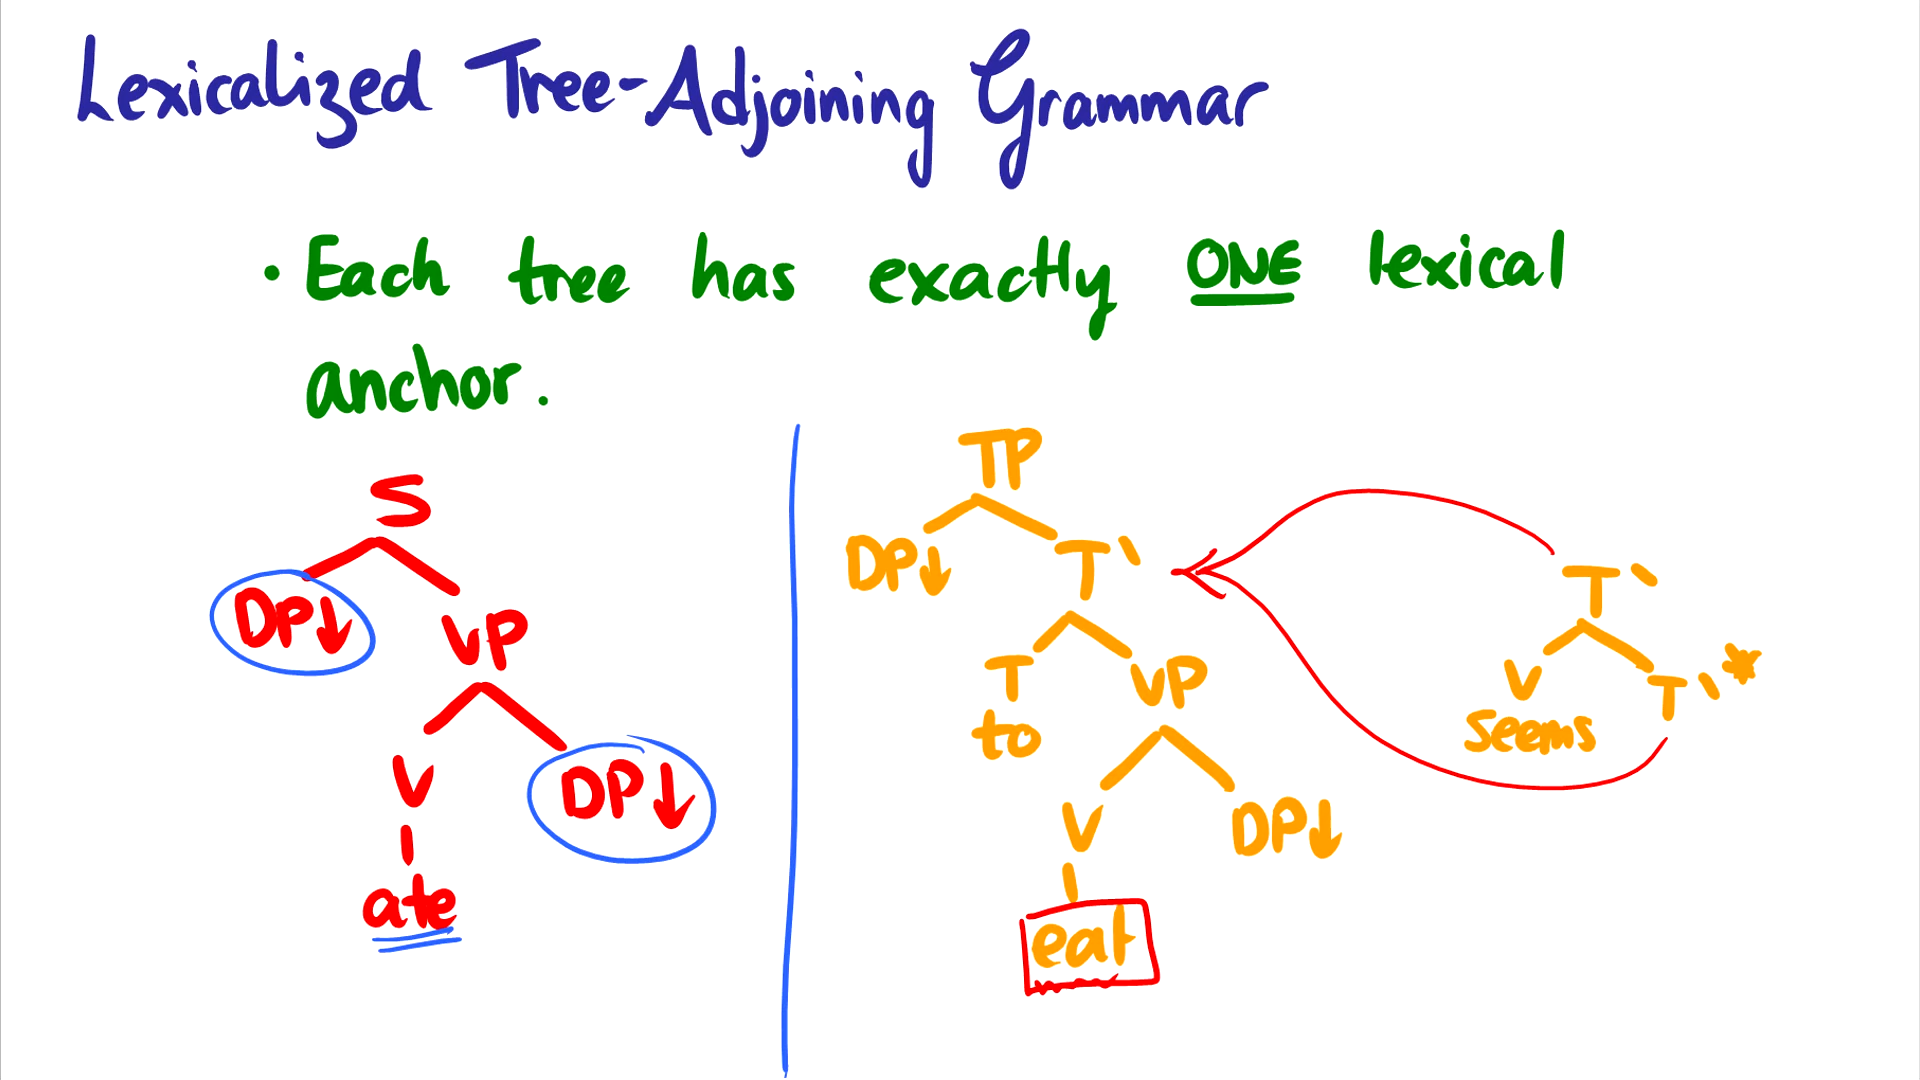 Lexicalized Tree-Adjoining Grammar
• Each tree has exactly ONE lexical
anchor.
S
DP↓ VP
V DP↓
ate
TP
DP↓ T`
T VP
to
V DP↓
eat
T`
V T`*
seems